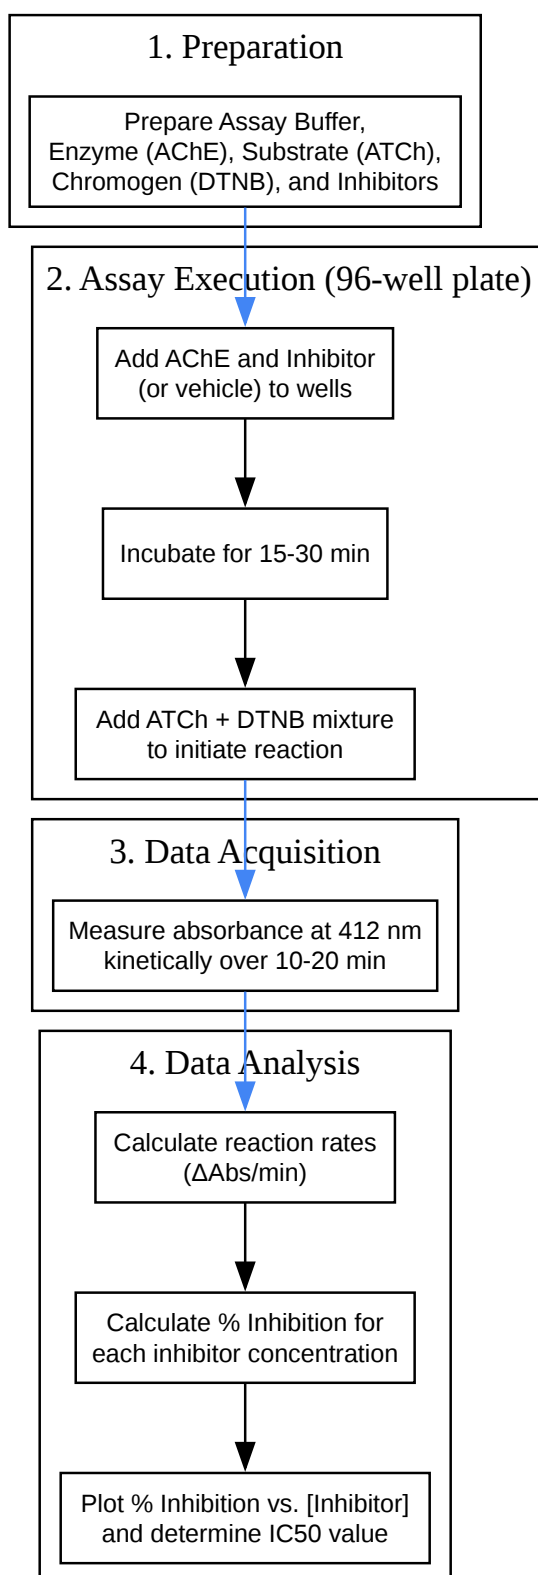 1. Preparation
Prepare Assay Buffer,
Enzyme (AChE), Substrate (ATCh),
Chromogen (DTNB), and Inhibitors
2. Assay Execution (96-well plate)
Add AChE and Inhibitor
(or vehicle) to wells
Incubate for 15-30 min
Add ATCh + DTNB mixture
to initiate reaction
3. Data Acquisition
Measure absorbance at 412 nm
kinetically over 10-20 min
4. Data Analysis
Calculate reaction rates
(ΔAbs/min)
Calculate % Inhibition for
each inhibitor concentration
Plot % Inhibition vs. [Inhibitor]
and determine IC50 value